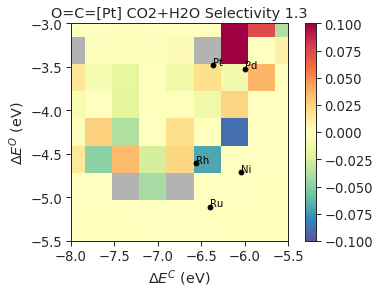 O=C=[Pt] CO2+H2O Selectivity 1.3
−3.0
−3.5
−4.0
−4.5
−5.0
−5.5
ΔE^O (eV)
Pt
Pd
Rh
Ni
Ru
−8.0 −7.5 −7.0 −6.5 −6.0 −5.5
ΔE^C (eV)
0.100
0.075
0.050
0.025
0.000
−0.025
−0.050
−0.075
−0.100